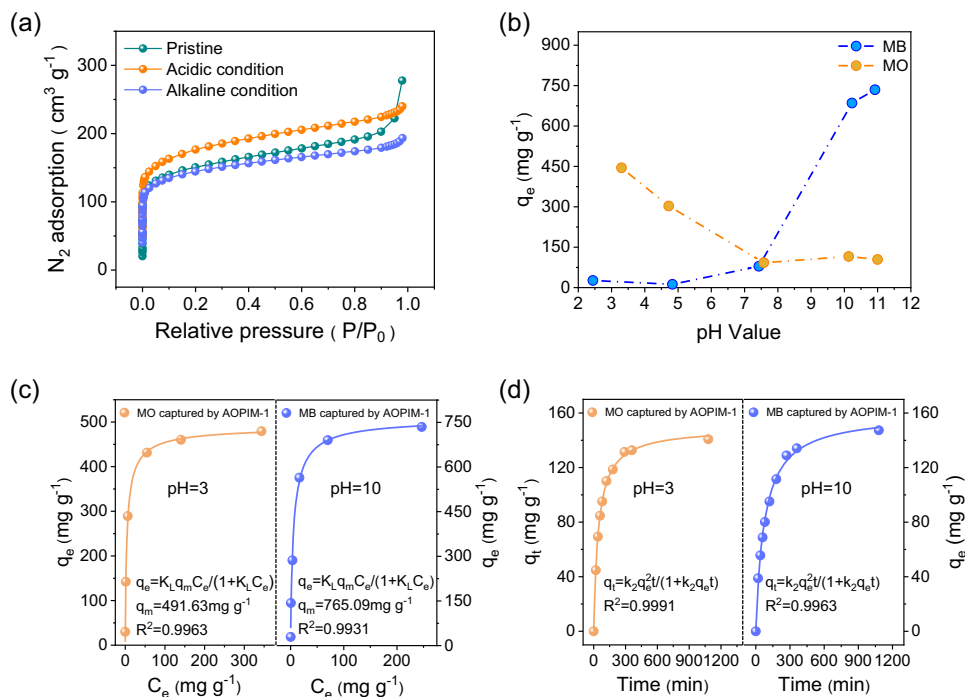 (a)
Pristine
Acidic condition
Alkaline condition
N₂ adsorption ( cm³ g⁻¹ )
300
200
100
0
0.0 0.2 0.4 0.6 0.8 1.0
Relative pressure ( P/P₀ )
(b)
MB
MO
qₑ (mg g⁻¹)
900
750
600
450
300
150
0
2 3 4 5 6 7 8 9 10 11 12
pH Value
(c)
MO captured by AOPIM-1
MB captured by AOPIM-1
qₑ (mg g⁻¹)
500
400
300
200
100
0
pH=3
pH=10
qₑ=K_LqₘCₑ/(1+K_LCₑ)
qₘ=491.63mg g⁻¹
R²=0.9963
qₑ=K_LqₘCₑ/(1+K_LCₑ)
qₘ=765.09mg g⁻¹
R²=0.9931
750
600
450
300
150
0
qₑ (mg g⁻¹)
0 100 200 300
0 100 200
Cₑ (mg g⁻¹)
Cₑ (mg g⁻¹)
(d)
MO captured by AOPIM-1
MB captured by AOPIM-1
qₜ (mg g⁻¹)
160
120
80
40
0
pH=3
pH=10
qₜ=k₂qₑ²t/(1+k₂qₑt)
R²=0.9991
qₜ=k₂qₑ²t/(1+k₂qₑt)
R²=0.9963
160
120
80
40
0
qₑ (mg g⁻¹)
0 300 600 900 1200
0 300 600 900 1200
Time (min)
Time (min)